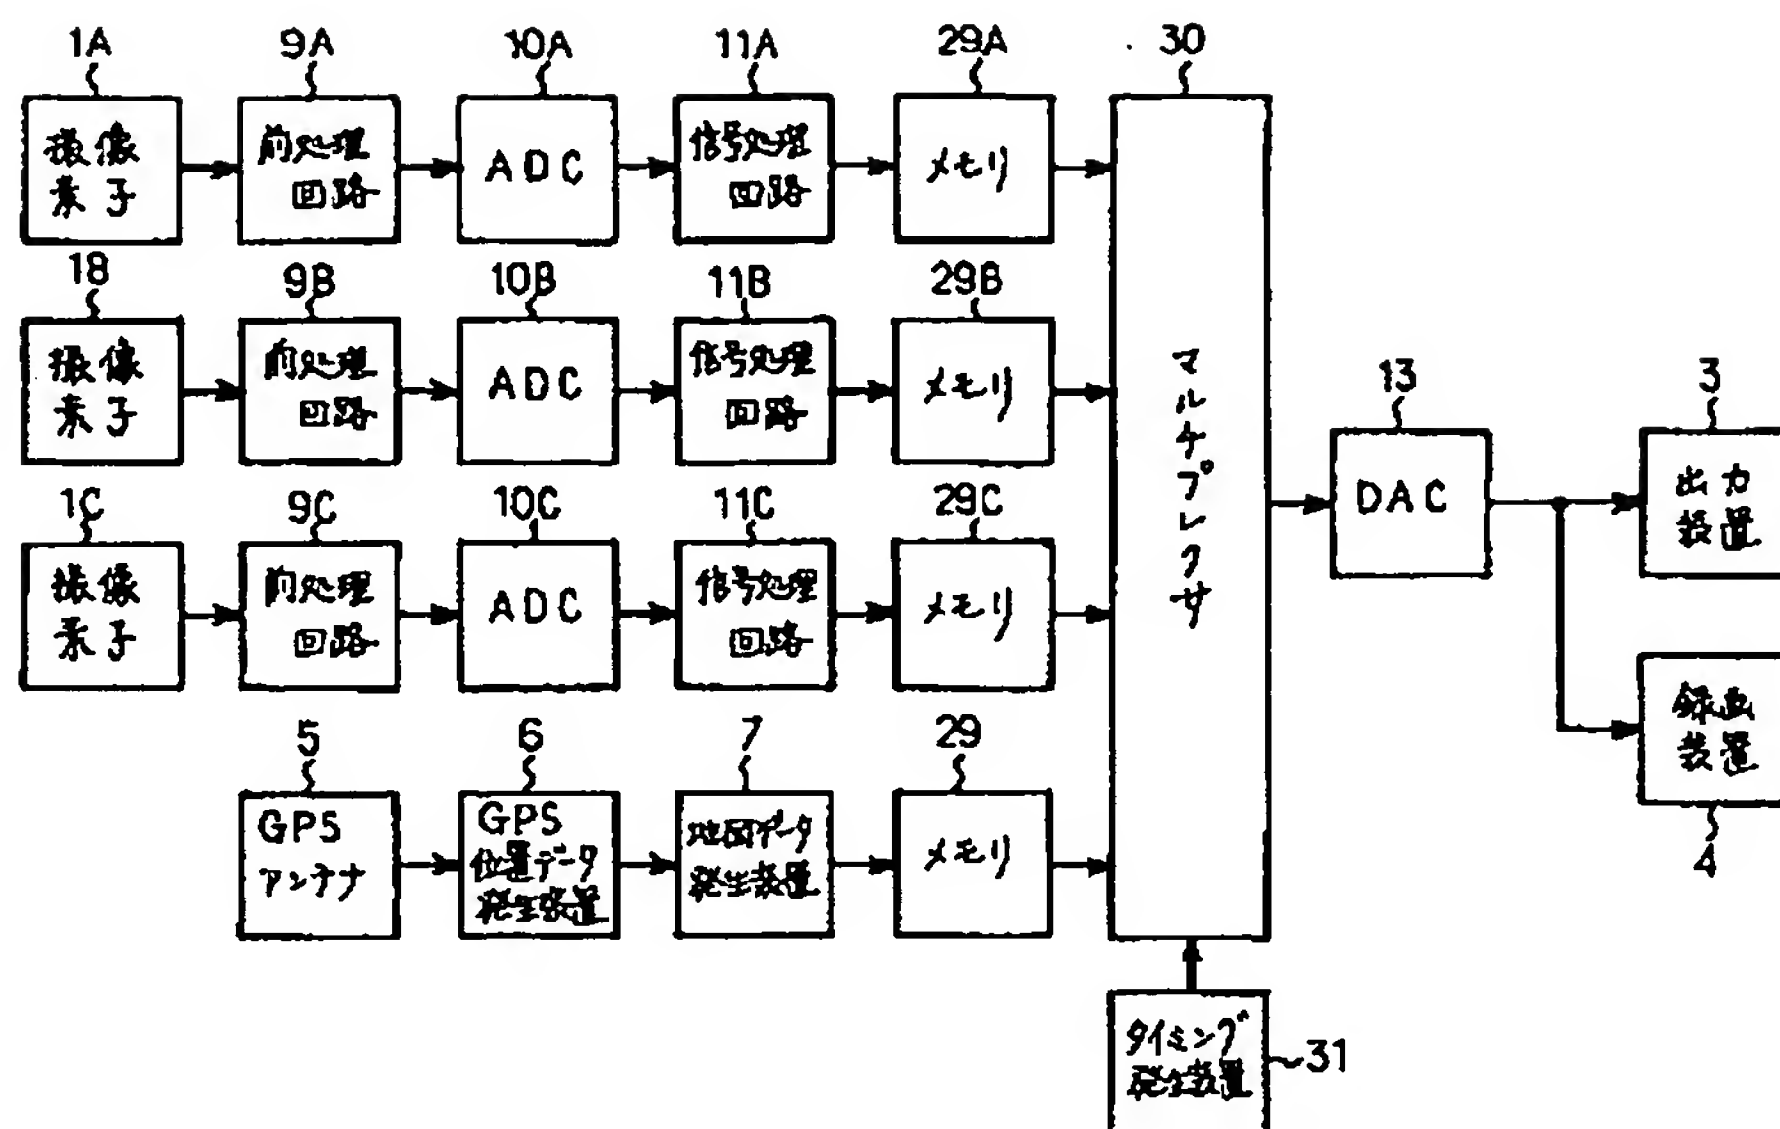 1A 9A 10A 11A 29A 30
撮像 前処理 ADC 信号処理 メモリ
素子 回路 回路
1B 9B 10B 11B 29B
撮像 前処理 ADC 信号処理 メモリ
素子 回路 回路
マルチプレクサ
13 3
DAC 出力
装置
1C 9C 10C 11C 29C
撮像 前処理 ADC 信号処理 メモリ
素子 回路 回路
録画
装置
4
5 6 7 29
GPS GPS 地図データ メモリ
アンテナ 位置データ 発生装置
発生装置
タイミング
発生装置
31